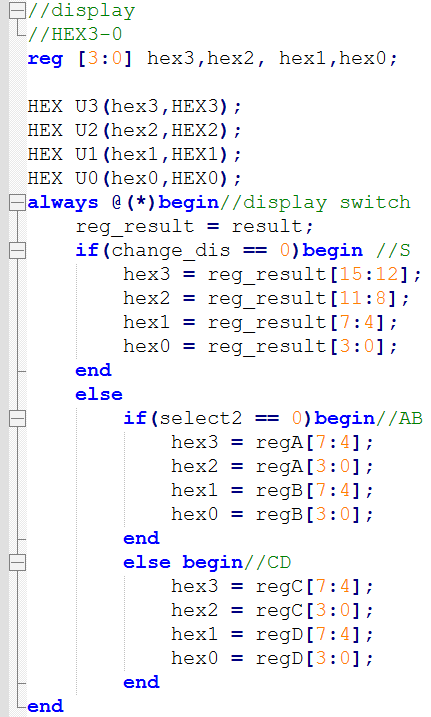 //display
//HEX3-0
reg [3:0] hex3,hex2, hex1,hex0;
HEX U3(hex3,HEX3);
HEX U2(hex2,HEX2);
HEX U1(hex1,HEX1);
HEX U0(hex0,HEX0);
always @(*)begin//display switch
    reg_result = result;
    if(change_dis == 0)begin //S
        hex3 = reg_result[15:12];
        hex2 = reg_result[11:8];
        hex1 = reg_result[7:4];
        hex0 = reg_result[3:0];
    end
    else
        if(select2 == 0)begin//AB
            hex3 = regA[7:4];
            hex2 = regA[3:0];
            hex1 = regB[7:4];
            hex0 = regB[3:0];
        end
        else begin//CD
            hex3 = regC[7:4];
            hex2 = regC[3:0];
            hex1 = regD[7:4];
            hex0 = regD[3:0];
        end
end